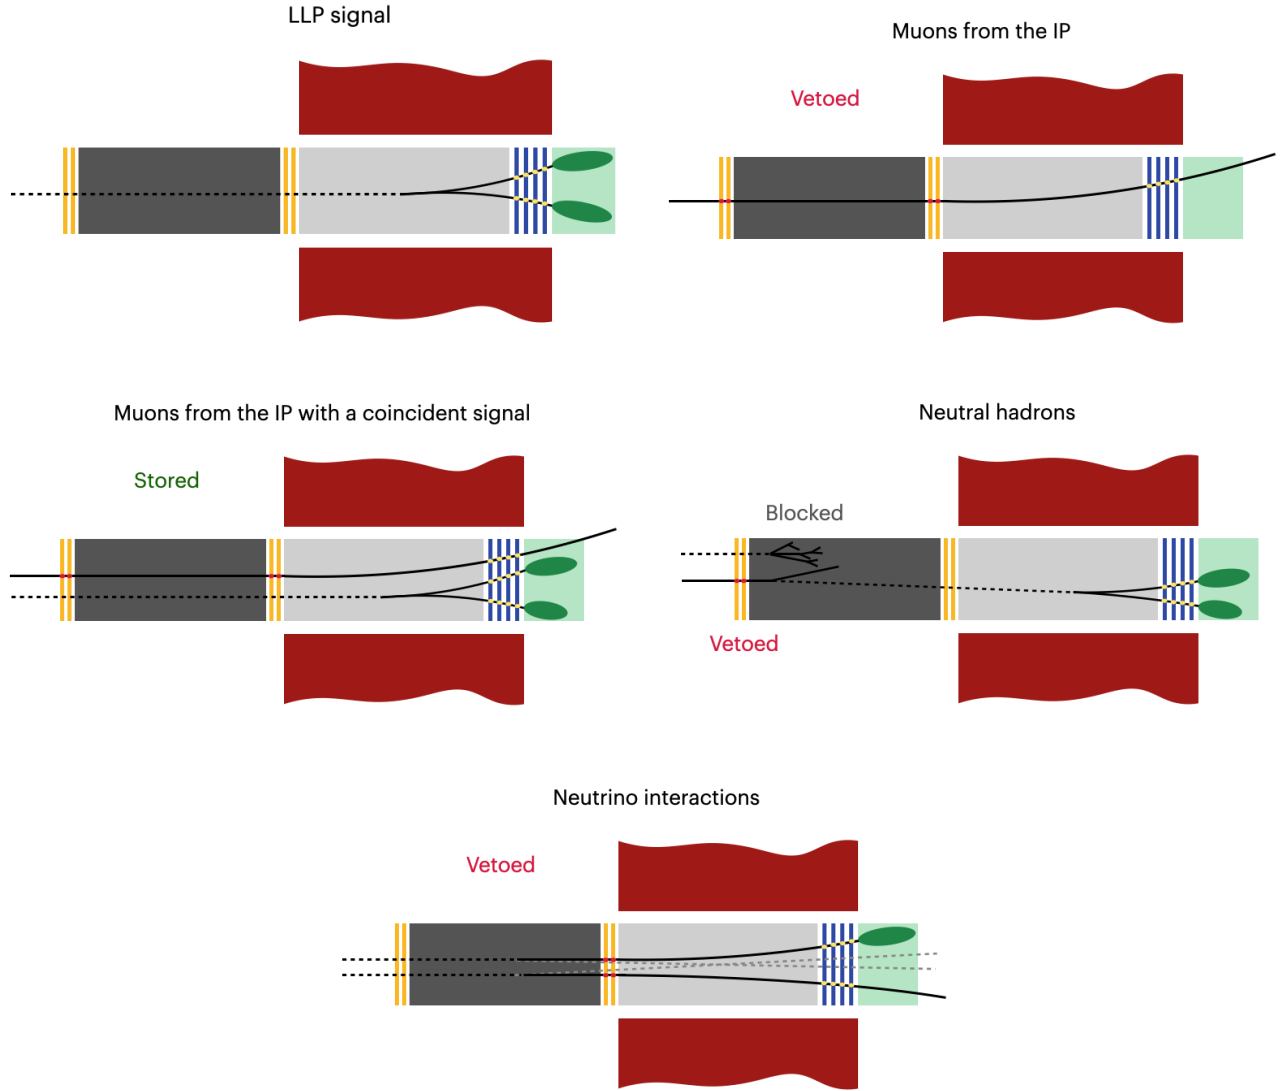 LLP signal
Muons from the IP
Vetoed
Muons from the IP with a coincident signal
Stored
Neutral hadrons
Blocked
Vetoed
Neutrino interactions
Vetoed